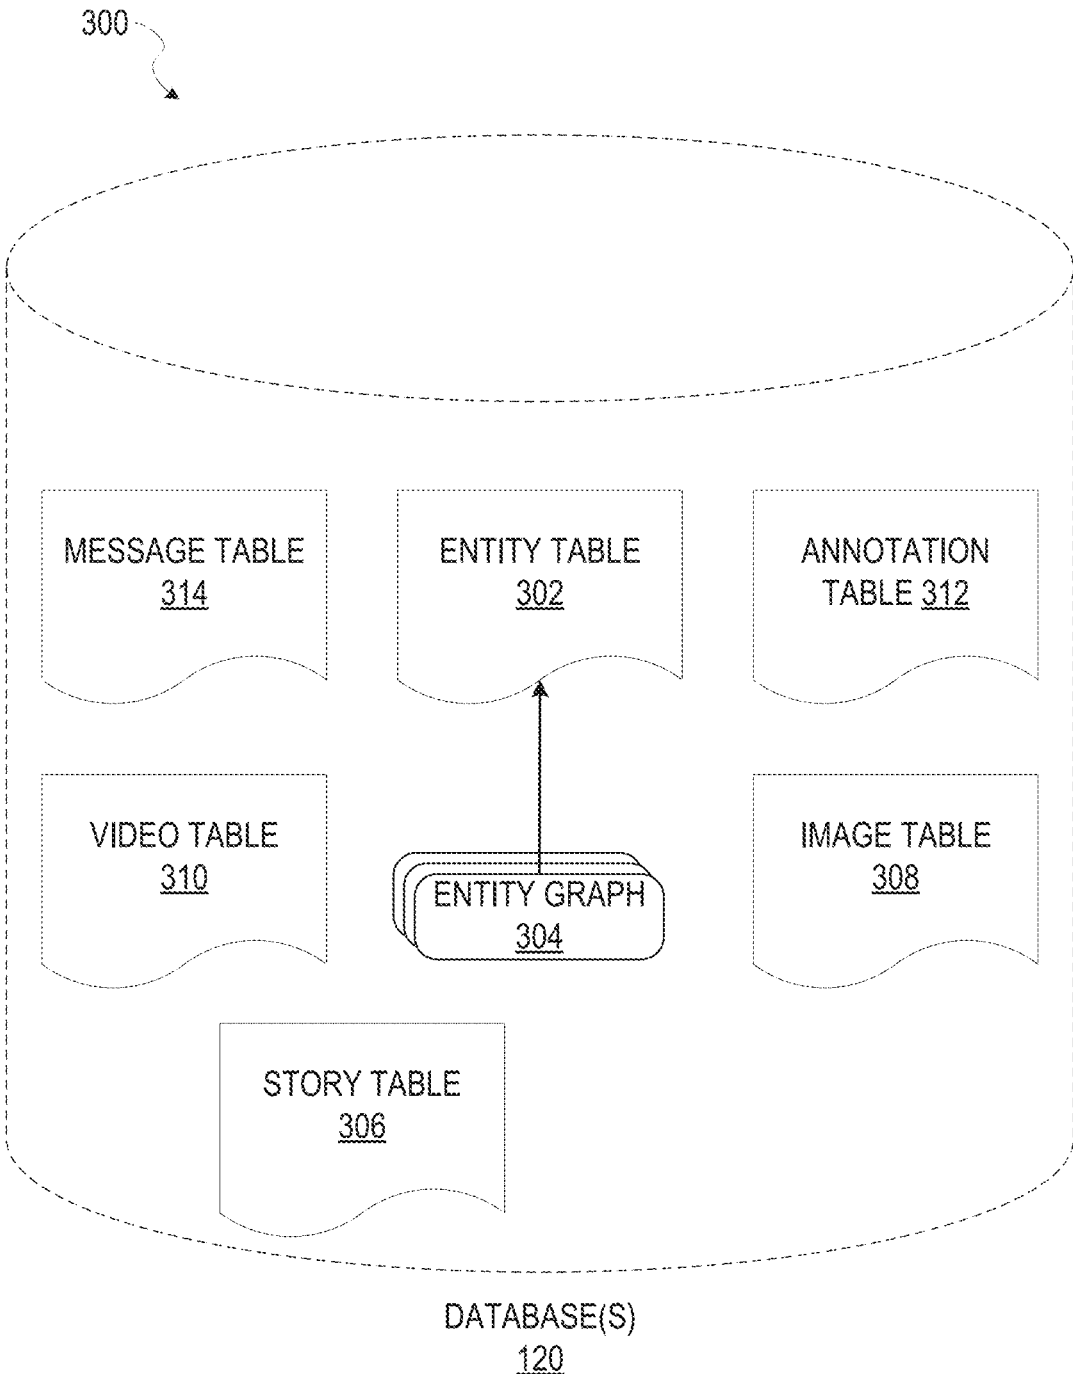 300
MESSAGE TABLE
314
ENTITY TABLE
302
ANNOTATION
TABLE 312
VIDEO TABLE
310
ENTITY GRAPH
304
IMAGE TABLE
308
STORY TABLE
306
DATABASE(S)
120